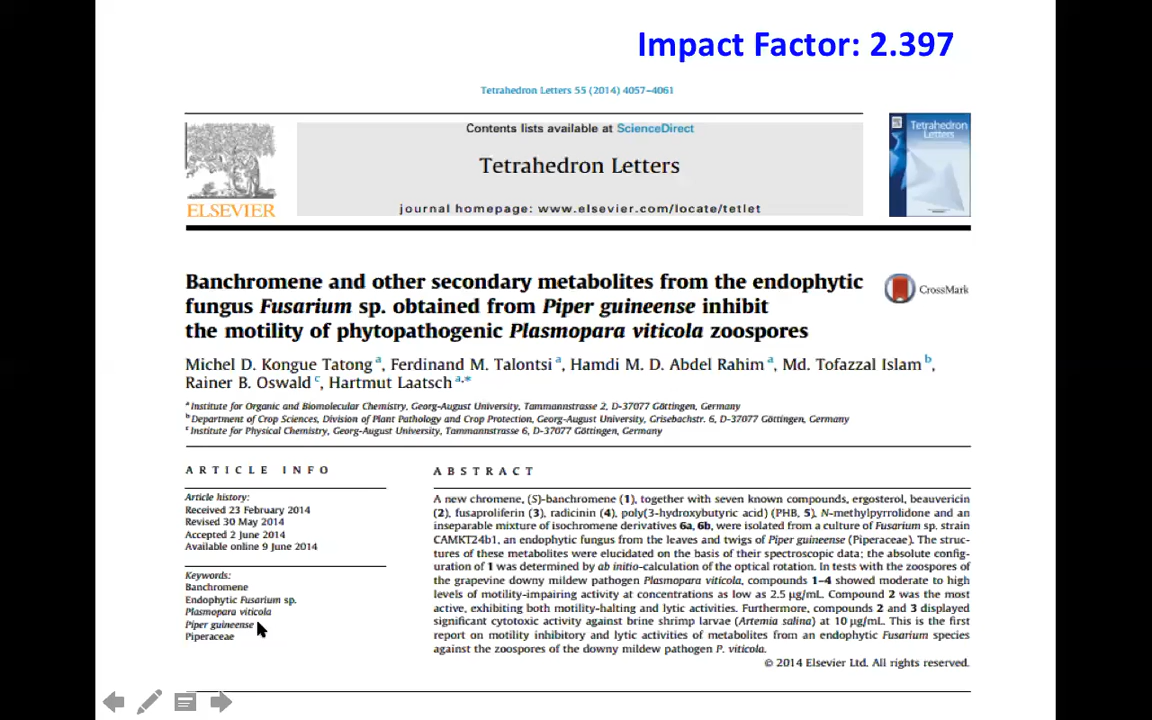 Impact Factor: 2.397
Tetrahedron Letters 55 (2014) 4057–4061
Contents lists available at ScienceDirect
Tetrahedron Letters
journal homepage: www.elsevier.com/locate/tetlet
ELSEVIER
Tetrahedron
Letters
Banchromene and other secondary metabolites from the endophytic
fungus Fusarium sp. obtained from Piper guineense inhibit
the motility of phytopathogenic Plasmopara viticola zoospores
CrossMark
Michel D. Kongue Tatong a, Ferdinand M. Talontsi a, Hamdi M. D. Abdel Rahim a, Md. Tofazzal Islam b,
Rainer B. Oswald c, Hartmut Laatsch a,*
a Institute for Organic and Biomolecular Chemistry, Georg-August University, Tammannstrasse 2, D-37077 Göttingen, Germany
b Department of Crop Sciences, Division of Plant Pathology and Crop Protection, Georg-August University, Grisebachstr. 6, D-37077 Göttingen, Germany
c Institute for Physical Chemistry, Georg-August University, Tammannstrasse 6, D-37077 Göttingen, Germany
ARTICLE INFO
Article history:
Received 23 February 2014
Revised 30 May 2014
Accepted 2 June 2014
Available online 9 June 2014
Keywords:
Banchromene
Endophytic Fusarium sp.
Plasmopara viticola
Piper guineense
Piperaceae
ABSTRACT
A new chromene, (S)-banchromene (1), together with seven known compounds, ergosterol, beauvericin
(2), fusaproliferin (3), radicinin (4), poly(3-hydroxybutyric acid) (PHB, 5), N-methylpyrrolidone and an
inseparable mixture of isochromene derivatives 6a, 6b, were isolated from a culture of Fusarium sp. strain
CAMKT24b1, an endophytic fungus from the leaves and twigs of Piper guineense (Piperaceae). The struc-
tures of these metabolites were elucidated on the basis of their spectroscopic data; the absolute config-
uration of 1 was determined by ab initio-calculation of the optical rotation. In tests with the zoospores of
the grapevine downy mildew pathogen Plasmopara viticola, compounds 1–4 showed moderate to high
levels of motility-impairing activity at concentrations as low as 2.5 μg/mL. Compound 2 was the most
active, exhibiting both motility-halting and lytic activities. Furthermore, compounds 2 and 3 displayed
significant cytotoxic activity against brine shrimp larvae (Artemia salina) at 10 μg/mL. This is the first
report on motility inhibitory and lytic activities of metabolites from an endophytic Fusarium species
against the zoospores of the downy mildew pathogen P. viticola.
© 2014 Elsevier Ltd. All rights reserved.